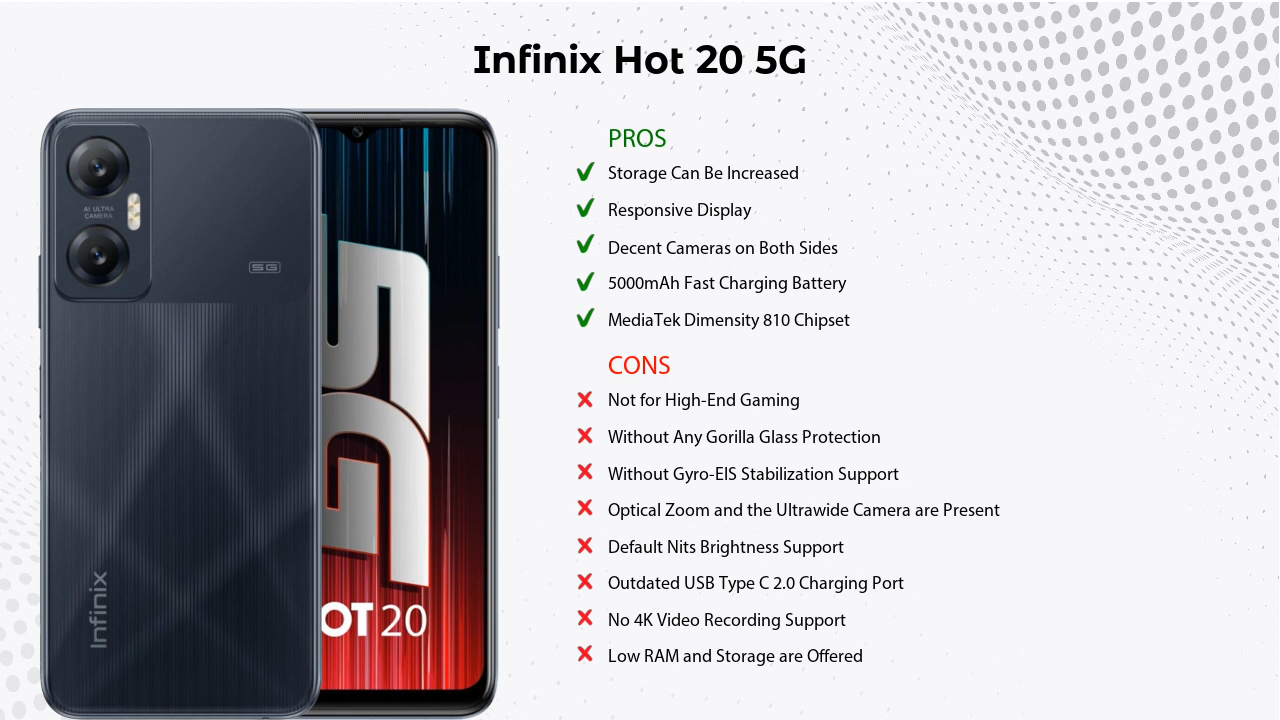 Infinix Hot 20 5G
AI ULTRA
CAMERA
5G
Infinix
5G
OT 20
PROS
Storage Can Be Increased
Responsive Display
Decent Cameras on Both Sides
5000mAh Fast Charging Battery
MediaTek Dimensity 810 Chipset
CONS
Not for High-End Gaming
Without Any Gorilla Glass Protection
Without Gyro-EIS Stabilization Support
Optical Zoom and the Ultrawide Camera are Present
Default Nits Brightness Support
Outdated USB Type C 2.0 Charging Port
No 4K Video Recording Support
Low RAM and Storage are Offered